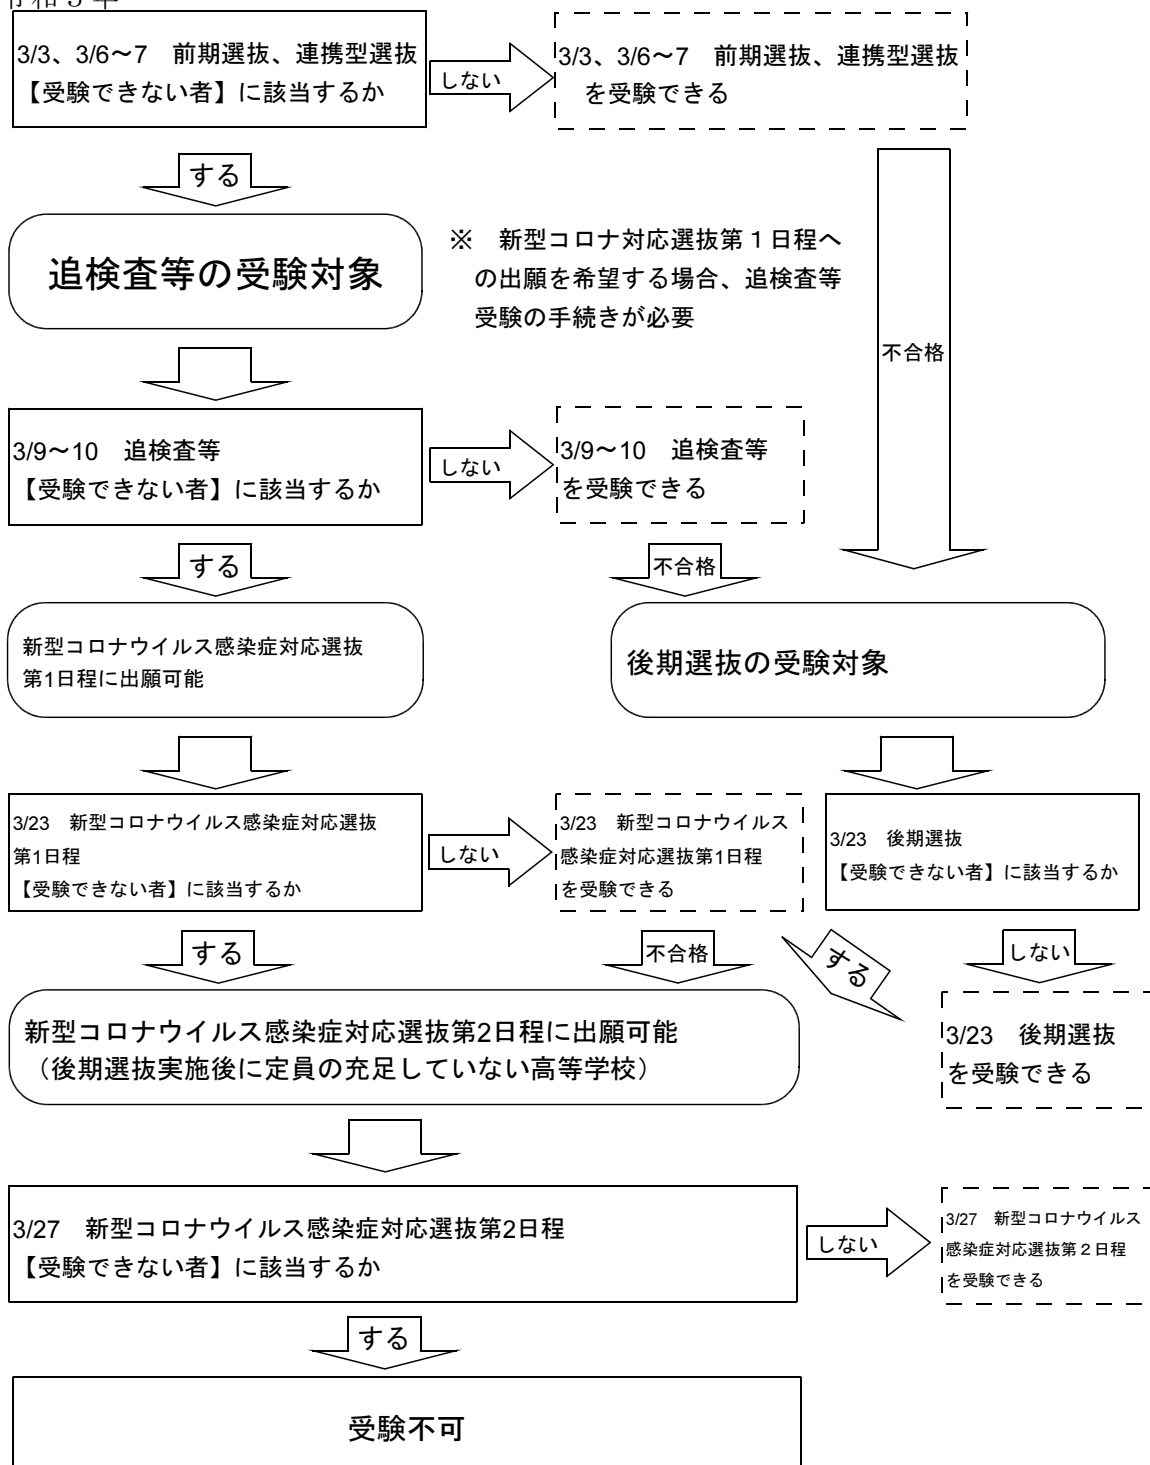 3/3、3/6～7　前期選抜、連携型選抜
【受験できない者】に該当するか
しない
3/3、3/6～7　前期選抜、連携型選抜
を受験できる
する
追検査等の受験対象
※　新型コロナ対応選抜第１日程へ
の出願を希望する場合、追検査等
受験の手続きが必要
不合格
3/9～10　追検査等
【受験できない者】に該当するか
しない
3/9～10　追検査等
を受験できる
する
不合格
新型コロナウイルス感染症対応選抜
第1日程に出願可能
後期選抜の受験対象
3/23　新型コロナウイルス感染症対応選抜
第1日程
【受験できない者】に該当するか
しない
3/23　新型コロナウイルス
感染症対応選抜第1日程
を受験できる
3/23　後期選抜
【受験できない者】に該当するか
する
不合格
する
しない
新型コロナウイルス感染症対応選抜第2日程に出願可能
（後期選抜実施後に定員の充足していない高等学校）
3/23　後期選抜
を受験できる
3/27　新型コロナウイルス感染症対応選抜第2日程
【受験できない者】に該当するか
しない
3/27　新型コロナウイルス
感染症対応選抜第２日程
を受験できる
する
受験不可